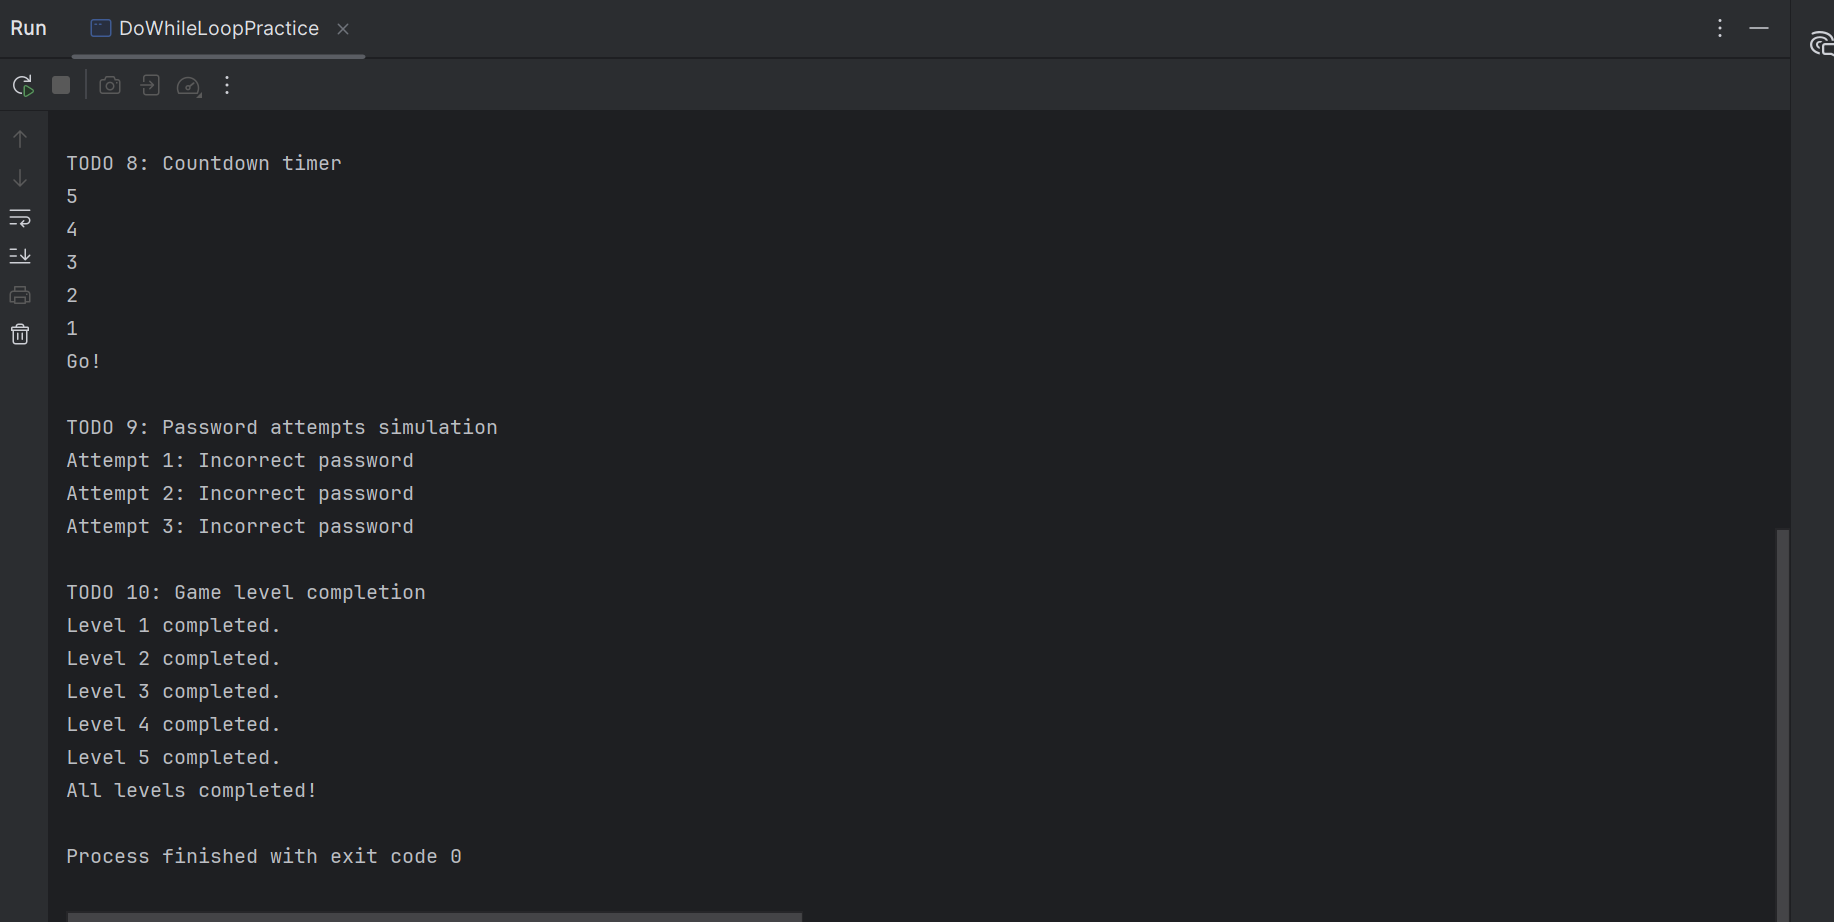 Run DoWhileLoopPractice
TODO 8: Countdown timer
5
4
3
2
1
Go!
TODO 9: Password attempts simulation
Attempt 1: Incorrect password
Attempt 2: Incorrect password
Attempt 3: Incorrect password
TODO 10: Game level completion
Level 1 completed.
Level 2 completed.
Level 3 completed.
Level 4 completed.
Level 5 completed.
All levels completed!
Process finished with exit code 0